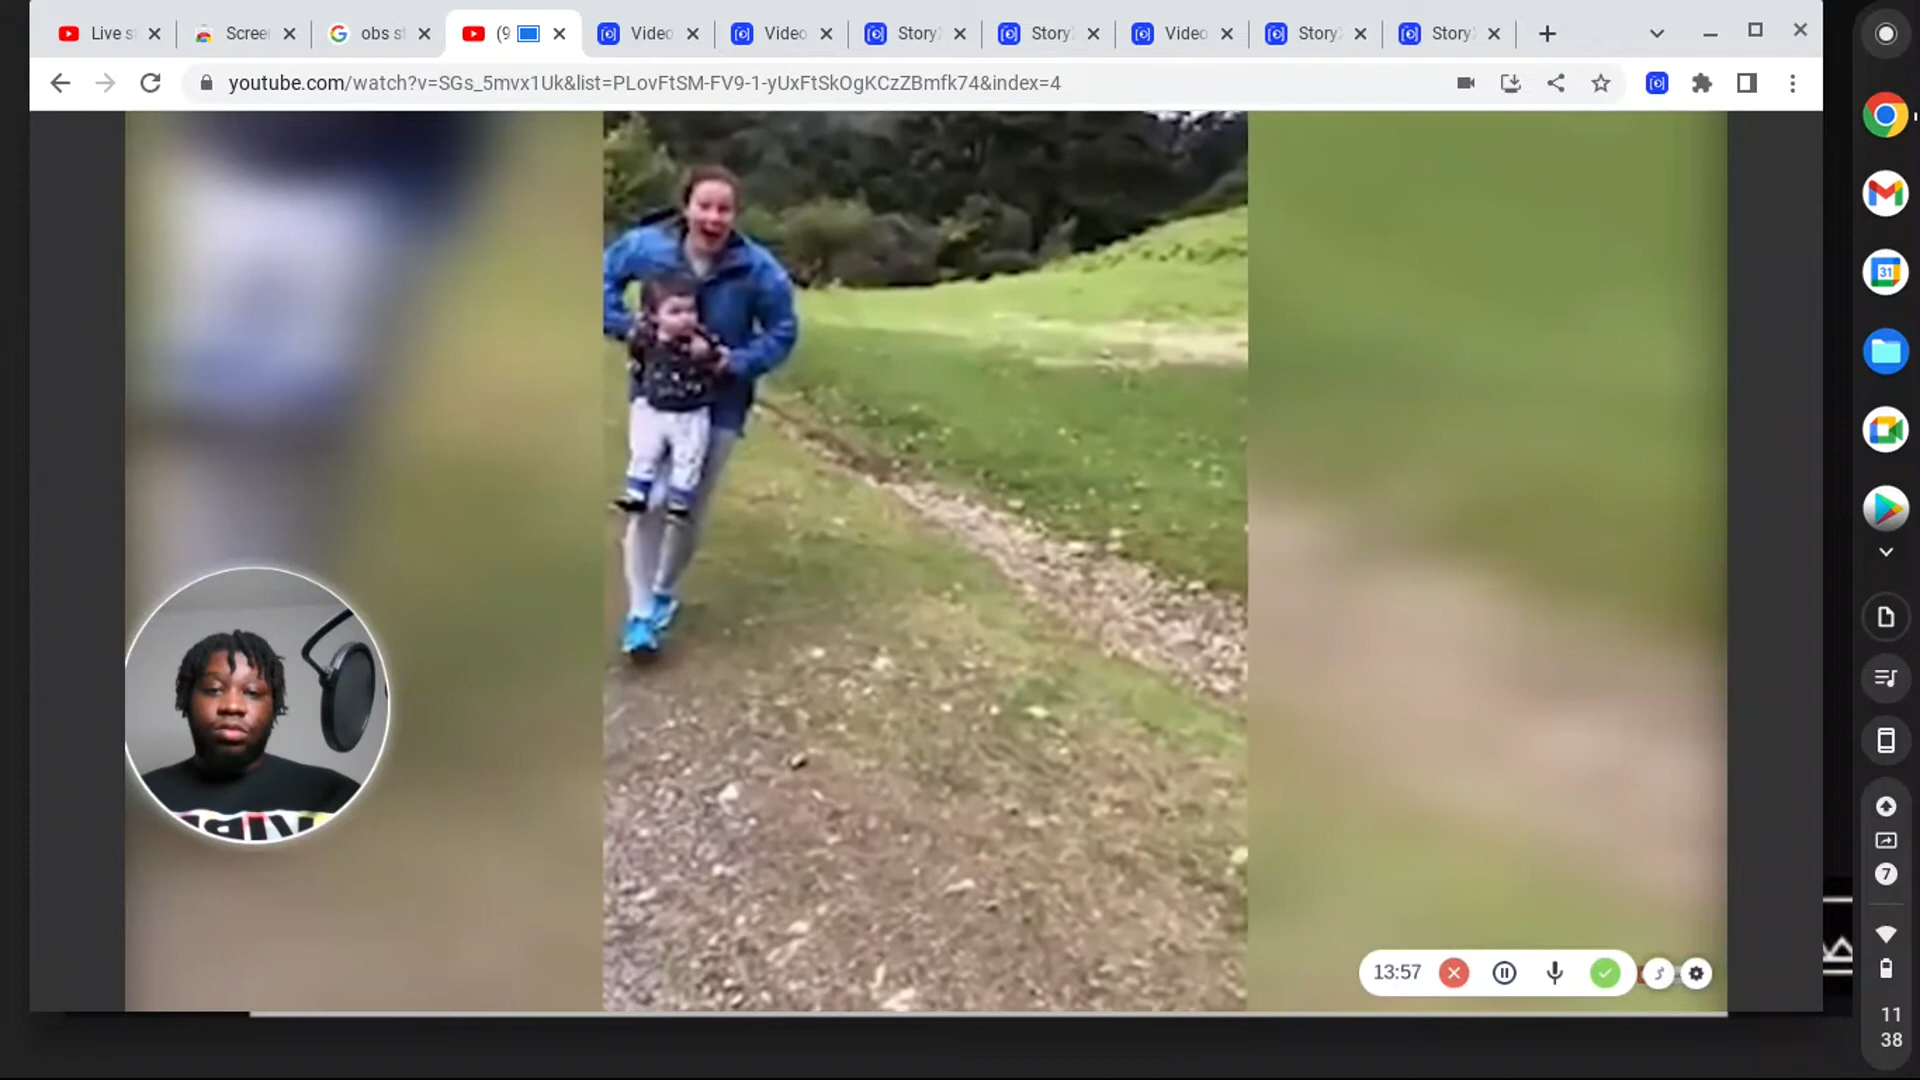 Live s
Scree
obs s
(9
Video
Video
Story
Story
Video
Story
Story
youtube.com/watch?v=SGs_5mvx1Uk&list=PLovFtSM-FV9-1-yUxFtSkOgKCzZBmfk74&index=4
31
13:57
7
11
38